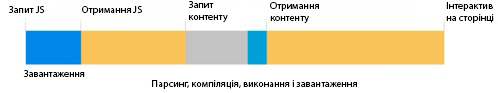 Запит JS
Отримання JS
Запит
контенту
Отримання
контенту
Інтерактив
на сторінці
Завантаження
Парсинг, компіляція, виконання і завантаження